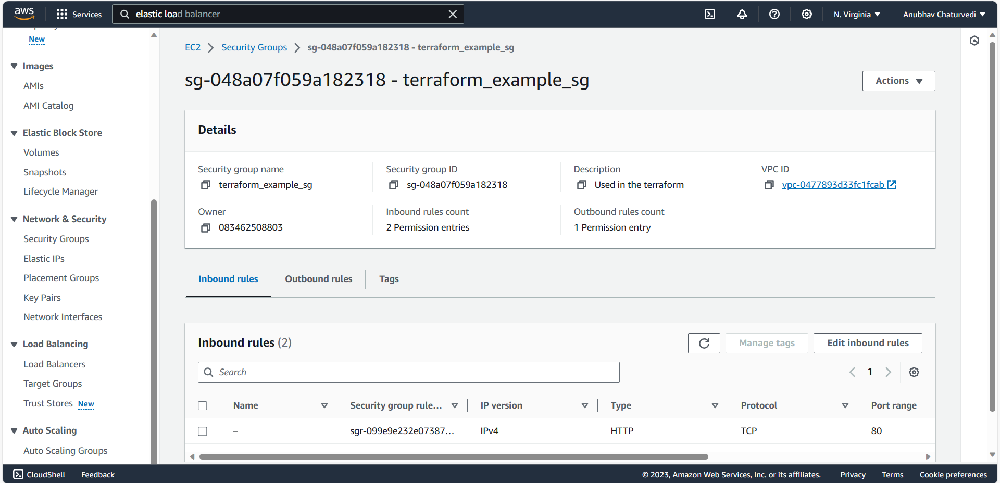 aws
Services
elastic load balancer
N. Virginia
Anubhav Chaturvedi
New
Images
AMIs
AMI Catalog
Elastic Block Store
Volumes
Snapshots
Lifecycle Manager
Network & Security
Security Groups
Elastic IPs
Placement Groups
Key Pairs
Network Interfaces
Load Balancing
Load Balancers
Target Groups
Trust Stores New
Auto Scaling
Auto Scaling Groups
EC2 > Security Groups > sg-048a07f059a182318 - terraform_example_sg
sg-048a07f059a182318 - terraform_example_sg
Actions
Details
Security group name
terraform_example_sg
Security group ID
sg-048a07f059a182318
Description
Used in the terraform
VPC ID
vpc-0477893d33fc1fcab
Owner
083462508803
Inbound rules count
2 Permission entries
Outbound rules count
1 Permission entry
Inbound rules
Outbound rules
Tags
Inbound rules (2)
Manage tags
Edit inbound rules
Search
1
Name
Security group rule...
IP version
Type
Protocol
Port range
–
sgr-099e9e232e07387...
IPv4
HTTP
TCP
80
CloudShell
Feedback
© 2023, Amazon Web Services, Inc. or its affiliates.
Privacy
Terms
Cookie preferences